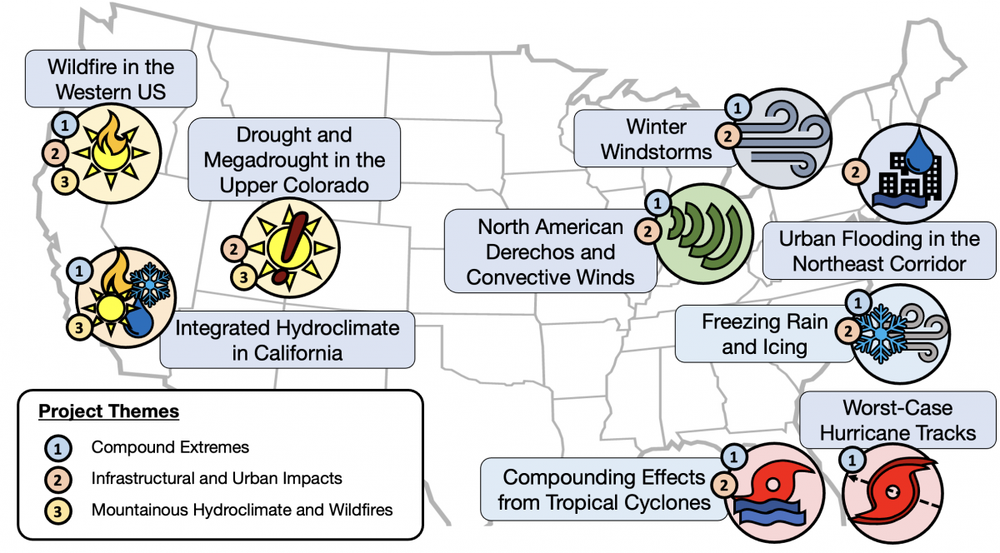 Wildfire in the
Western US
1
2
3
Drought and
Megadrought in the
Upper Colorado
2
3
1
3
Integrated Hydroclimate
in California
Winter
Windstorms
1
2
2
Urban Flooding in the
Northeast Corridor
North American
Derechos and
Convective Winds
1
2
Freezing Rain
and Icing
1
2
Worst-Case
Hurricane Tracks
1
Compounding Effects
from Tropical Cyclones
1
2
Project Themes
1 Compound Extremes
2 Infrastructural and Urban Impacts
3 Mountainous Hydroclimate and Wildfires